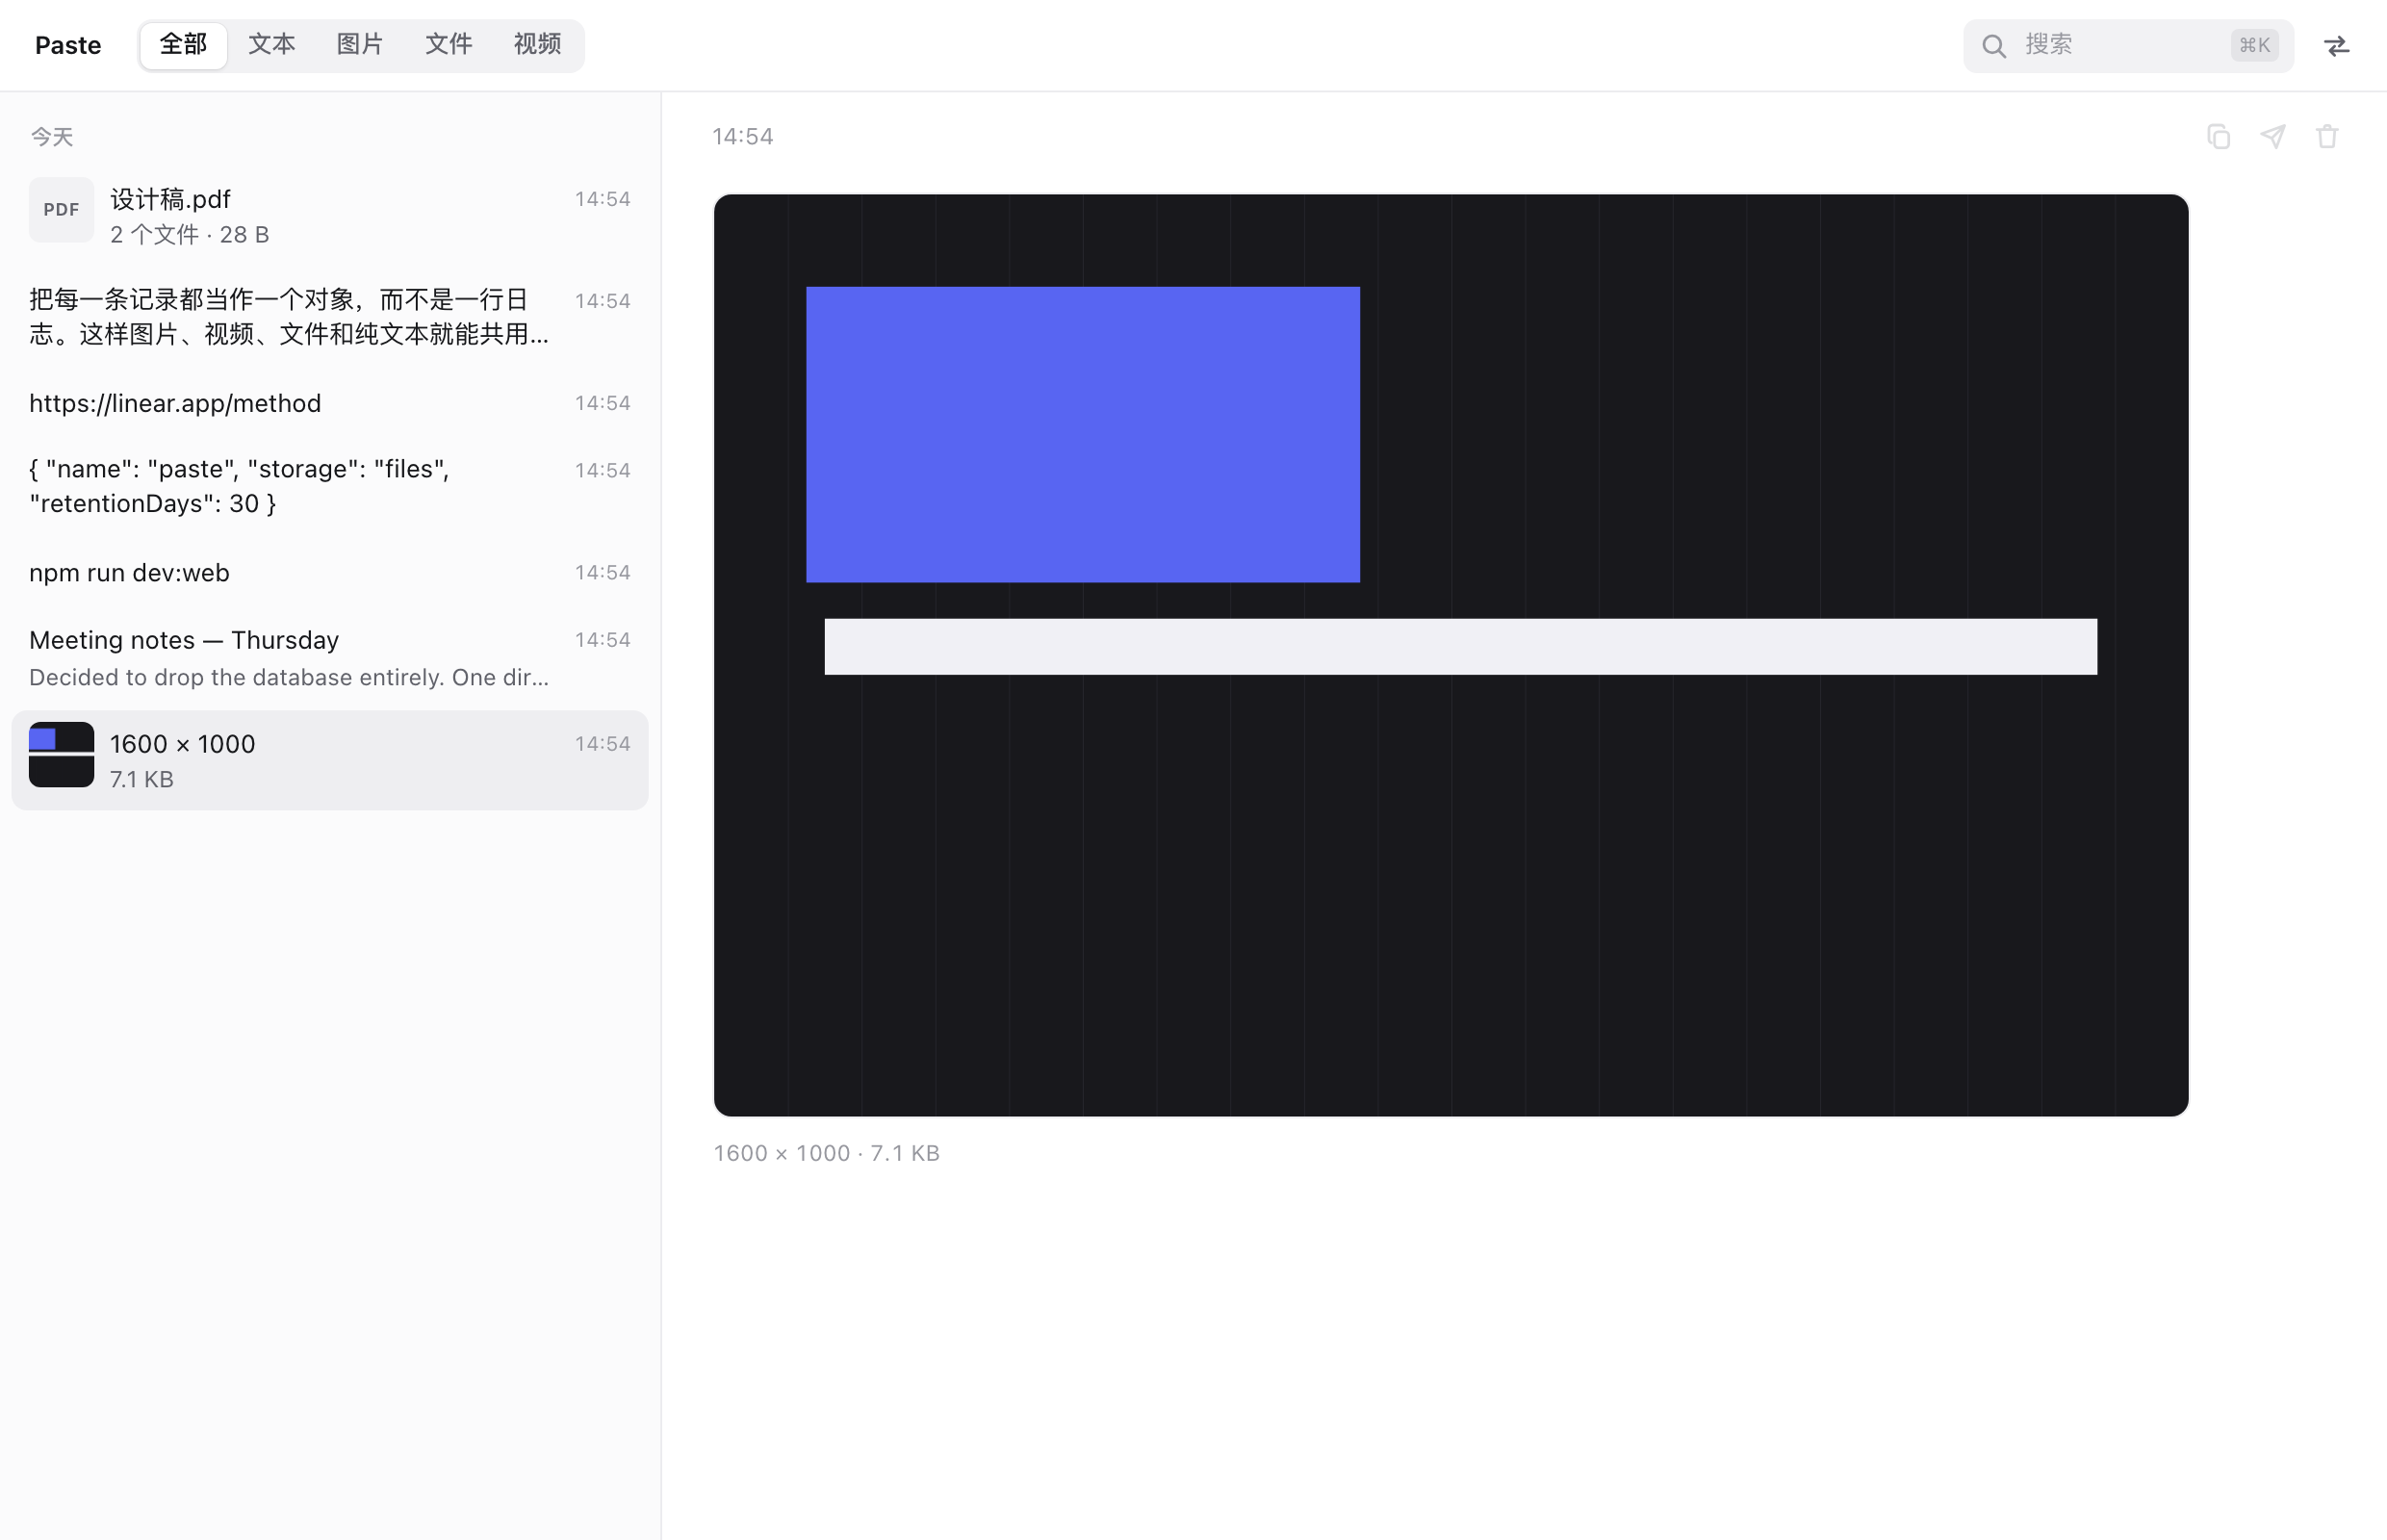 Paste
全部
文本
图片
文件
视频
搜索
⌘K
今天
PDF
设计稿.pdf
14:54
2 个文件 · 28 B
把每一条记录都当作一个对象，而不是一行日
14:54
志。这样图片、视频、文件和纯文本就能共用...
https://linear.app/method
14:54
{ "name": "paste", "storage": "files",
14:54
"retentionDays": 30 }
npm run dev:web
14:54
Meeting notes — Thursday
14:54
Decided to drop the database entirely. One dir...
1600 × 1000
14:54
7.1 KB
14:54
1600 × 1000 · 7.1 KB